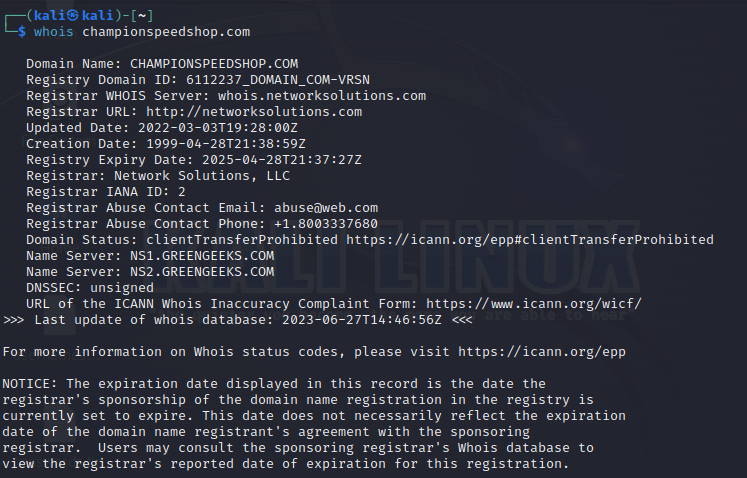 ┌──(kali㉿kali)-[~]
└─$ whois championspeedshop.com
Domain Name: CHAMPIONSPEEDSHOP.COM
Registry Domain ID: 6112237_DOMAIN_COM-VRSN
Registrar WHOIS Server: whois.networksolutions.com
Registrar URL: http://networksolutions.com
Updated Date: 2022-03-03T19:28:00Z
Creation Date: 1999-04-28T21:38:59Z
Registry Expiry Date: 2025-04-28T21:37:27Z
Registrar: Network Solutions, LLC
Registrar IANA ID: 2
Registrar Abuse Contact Email: abuse@web.com
Registrar Abuse Contact Phone: +1.8003337680
Domain Status: clientTransferProhibited https://icann.org/epp#clientTransferProhibited
Name Server: NS1.GREENGEEKS.COM
Name Server: NS2.GREENGEEKS.COM
DNSSEC: unsigned
URL of the ICANN Whois Inaccuracy Complaint Form: https://www.icann.org/wicf/
>>> Last update of whois database: 2023-06-27T14:46:56Z <<<
For more information on Whois status codes, please visit https://icann.org/epp
NOTICE: The expiration date displayed in this record is the date the
registrar's sponsorship of the domain name registration in the registry is
currently set to expire. This date does not necessarily reflect the expiration
date of the domain name registrant's agreement with the sponsoring
registrar.  Users may consult the sponsoring registrar's Whois database to
view the registrar's reported date of expiration for this registration.
KALI LINUX
are able to hear